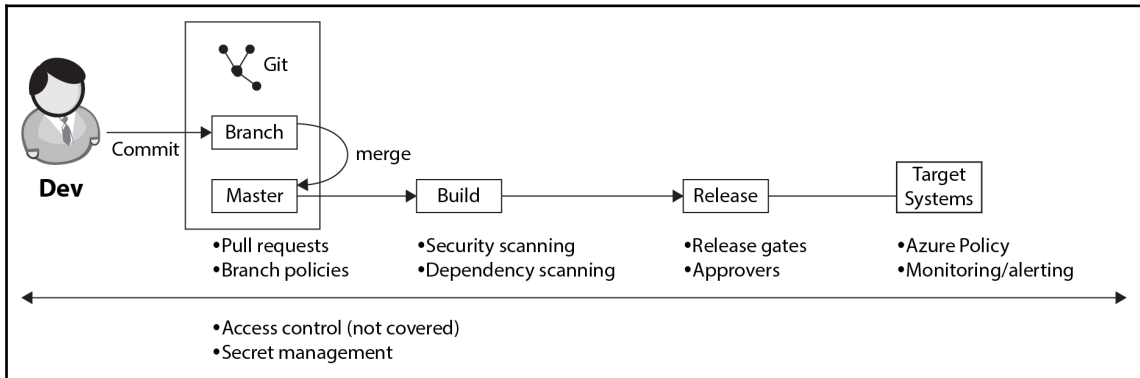 Git
Branch
Commit
merge
Dev
Master
Build
Release
Target
Systems
•Pull requests
•Branch policies
•Security scanning
•Dependency scanning
•Release gates
•Approvers
•Azure Policy
•Monitoring/alerting
•Access control (not covered)
•Secret management